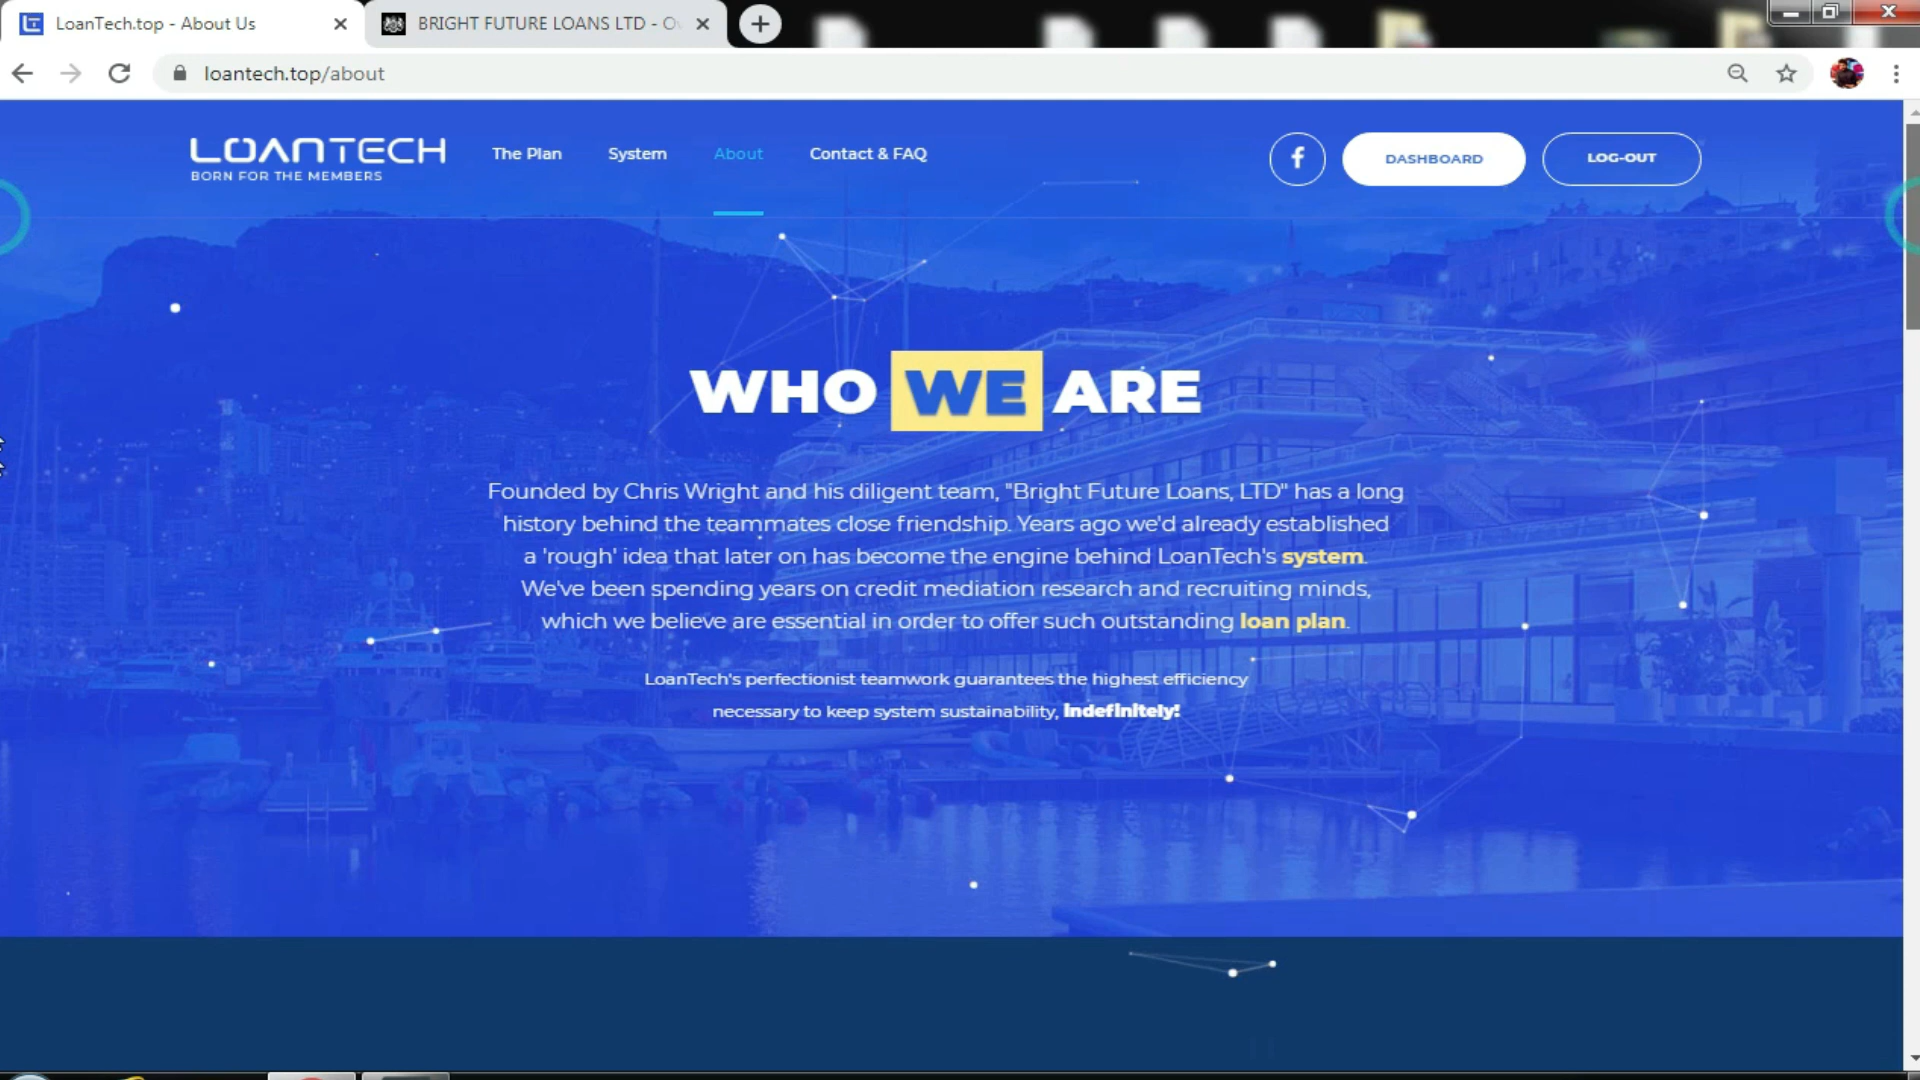 LoanTech.top - About Us
BRIGHT FUTURE LOANS LTD - Ov
loantech.top/about
LOANTECH
BORN FOR THE MEMBERS
The Plan
System
About
Contact & FAQ
f
DASHBOARD
LOG-OUT
WHO WE ARE
Founded by Chris Wright and his diligent team, "Bright Future Loans, LTD" has a long
history behind the teammates close friendship. Years ago we'd already established
a 'rough' idea that later on has become the engine behind LoanTech's system.
We've been spending years on credit mediation research and recruiting minds,
which we believe are essential in order to offer such outstanding loan plan.
LoanTech's perfectionist teamwork guarantees the highest efficiency
necessary to keep system sustainability, indefinitely!